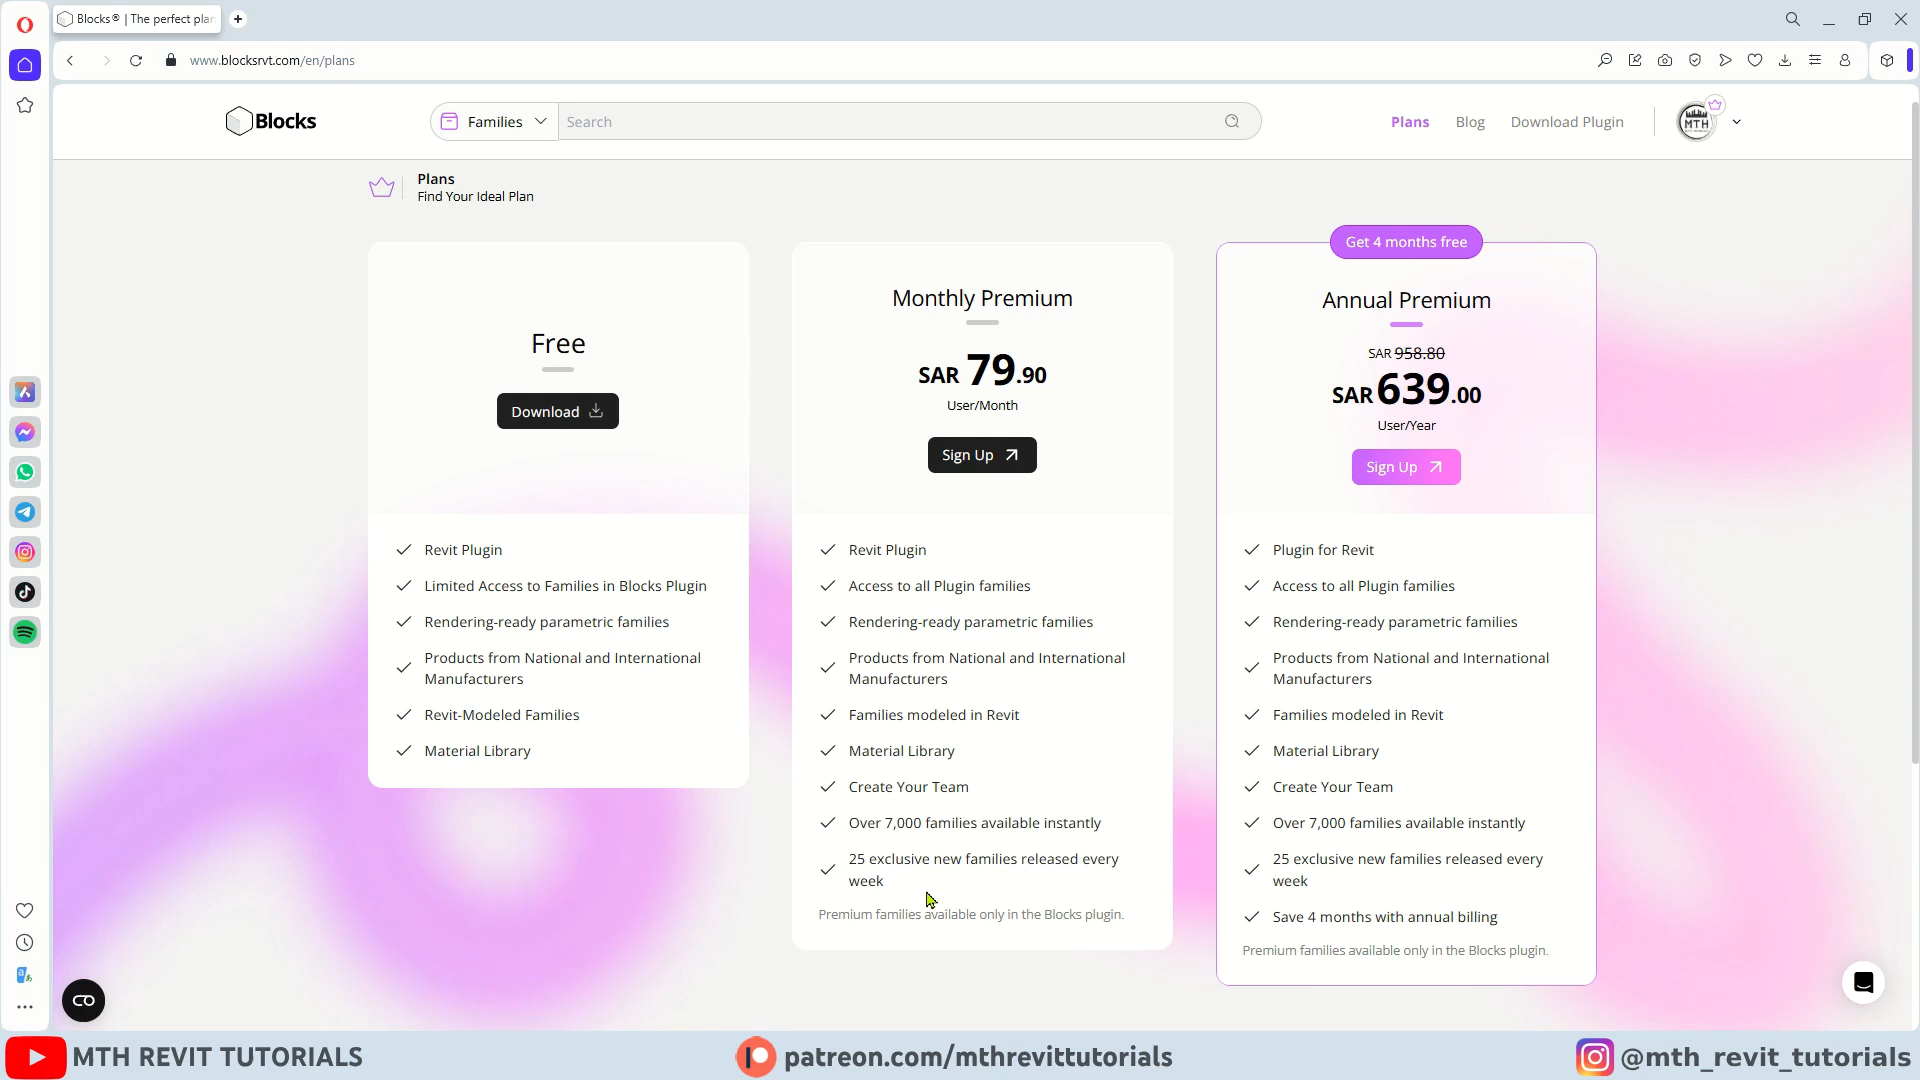 Blocks® | The perfect plan
www.blocksrvt.com/en/plans
Blocks
Families
Search
Plans
Blog
Download Plugin
MTH
Plans
Find Your Ideal Plan
Free
Download
Revit Plugin
Limited Access to Families in Blocks Plugin
Rendering-ready parametric families
Products from National and International
Manufacturers
Revit-Modeled Families
Material Library
Monthly Premium
SAR 79.90
User/Month
Sign Up
Revit Plugin
Access to all Plugin families
Rendering-ready parametric families
Products from National and International
Manufacturers
Families modeled in Revit
Material Library
Create Your Team
Over 7,000 families available instantly
25 exclusive new families released every
week
Premium families available only in the Blocks plugin.
Get 4 months free
Annual Premium
SAR 958.80
SAR 639.00
User/Year
Sign Up
Plugin for Revit
Access to all Plugin families
Rendering-ready parametric families
Products from National and International
Manufacturers
Families modeled in Revit
Material Library
Create Your Team
Over 7,000 families available instantly
25 exclusive new families released every
week
Save 4 months with annual billing
Premium families available only in the Blocks plugin.
MTH REVIT TUTORIALS
patreon.com/mthrevittutorials
@mth_revit_tutorials